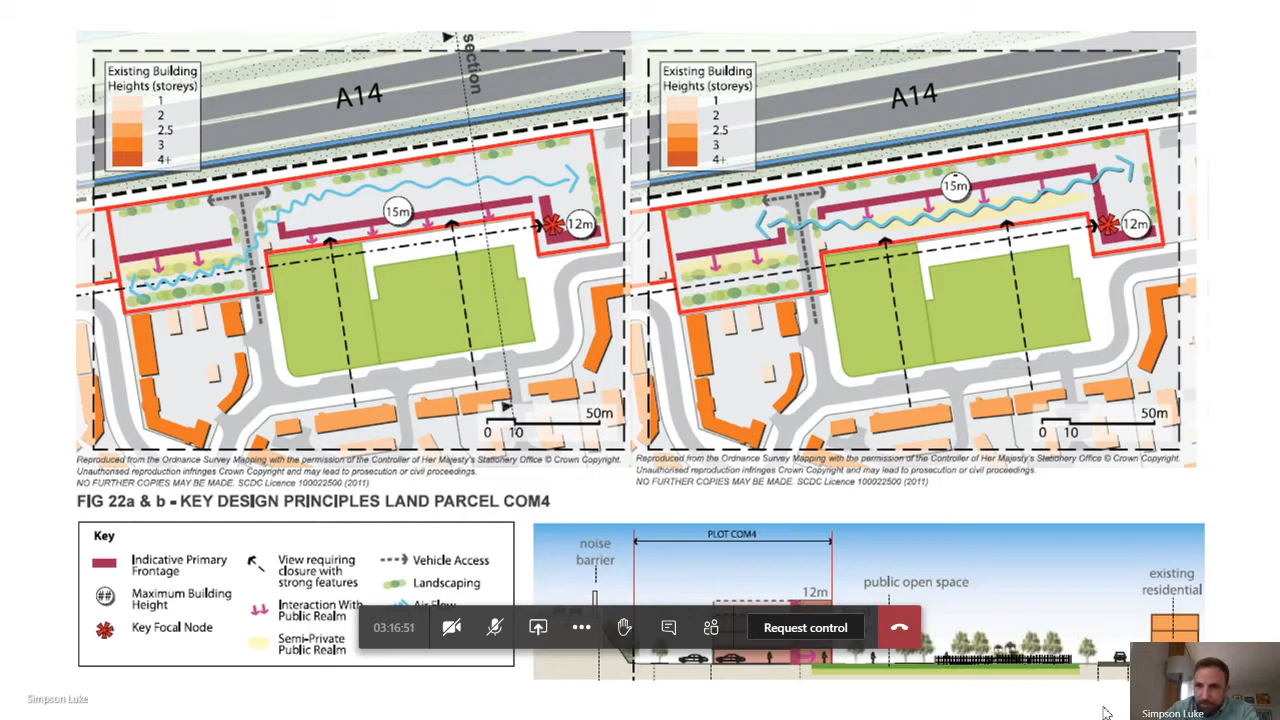 section
Existing Building
Heights (storeys)
1
2
2.5
3
4+
A14
15m
12m
50m
0 10
Existing Building
Heights (storeys)
1
2
2.5
3
4+
A14
15m
12m
50m
0 10
Reproduced from the Ordnance Survey Mapping with the permission of the Controller of Her Majesty's Stationery Office © Crown Copyright.
Unauthorised reproduction infringes Crown Copyright and may lead to prosecution or civil proceedings.
NO FURTHER COPIES MAY BE MADE. SCDC Licence 100022500 (2011)
Reproduced from the Ordnance Survey Mapping with the permission of the Controller of Her Majesty's Stationery Office © Crown Copyright.
Unauthorised reproduction infringes Crown Copyright and may lead to prosecution or civil proceedings.
NO FURTHER COPIES MAY BE MADE. SCDC Licence 100022500 (2011)
FIG 22a & b - KEY DESIGN PRINCIPLES LAND PARCEL COM4
Key
Indicative Primary
Frontage
##
Maximum Building
Height
Key Focal Node
View requiring
closure with
strong features
Interaction With
Public Realm
Semi-Private
Public Realm
Vehicle Access
Landscaping
Air Flow
PLOT COM4
noise
barrier
12m
public open space
existing
residential
03:16:51
Request control
Simpson Luke
Simpson Luke